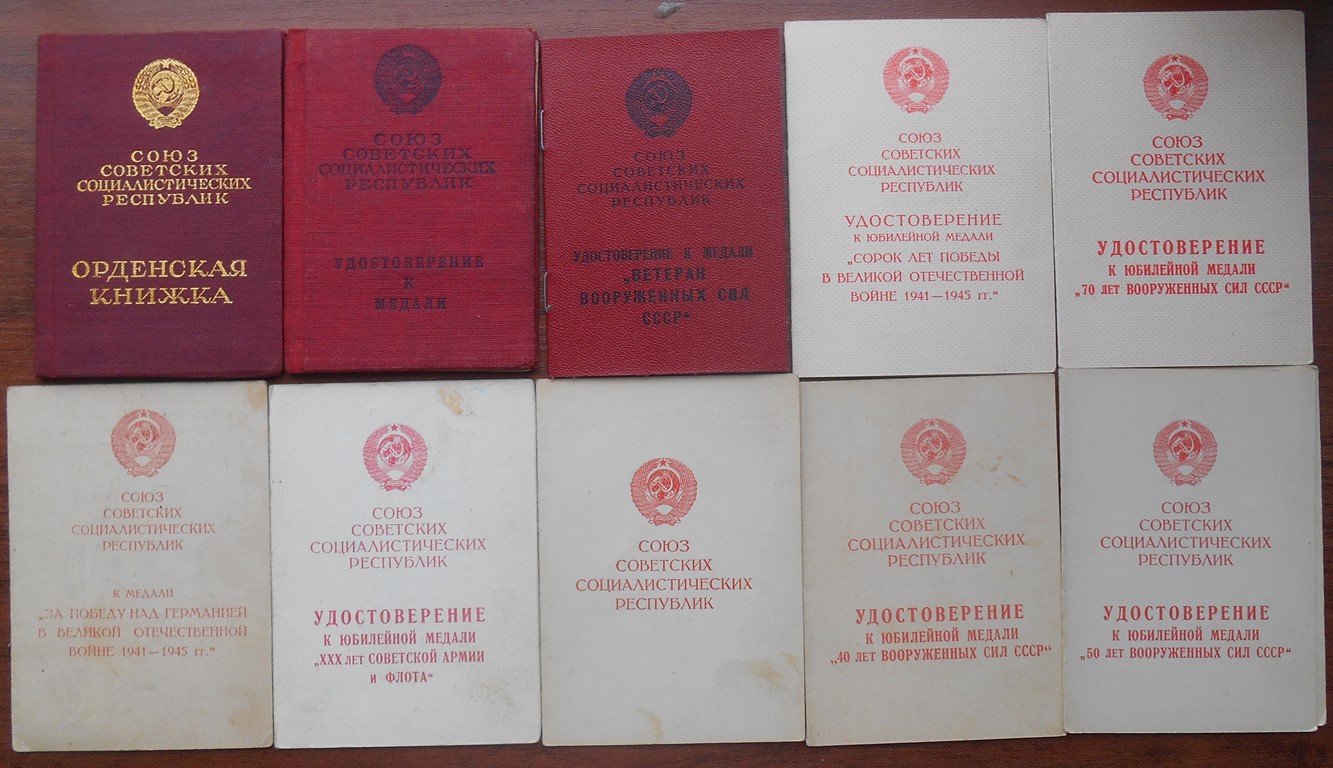 СОЮЗ
СОВЕТСКИХ
СОЦИАЛИСТИЧЕСКИХ
РЕСПУБЛИК
ОРДЕНСКАЯ
КНИЖКА
СОЮЗ
СОВЕТСКИХ
СОЦИАЛИСТИЧЕСКИХ
РЕСПУБЛИК
УДОСТОВЕРЕНИЕ
К
МЕДАЛИ
СОЮЗ
СОВЕТСКИХ
СОЦИАЛИСТИЧЕСКИХ
РЕСПУБЛИК
УДОСТОВЕРЕНИЕ К МЕДАЛИ
„ВЕТЕРАН
ВООРУЖЕННЫХ СИЛ
СССР“
СОЮЗ
СОВЕТСКИХ
СОЦИАЛИСТИЧЕСКИХ
РЕСПУБЛИК
УДОСТОВЕРЕНИЕ
К ЮБИЛЕЙНОЙ МЕДАЛИ
„СОРОК ЛЕТ ПОБЕДЫ
В ВЕЛИКОЙ ОТЕЧЕСТВЕННОЙ
ВОЙНЕ 1941—1945 гг.“
СОЮЗ
СОВЕТСКИХ
СОЦИАЛИСТИЧЕСКИХ
РЕСПУБЛИК
УДОСТОВЕРЕНИЕ
К ЮБИЛЕЙНОЙ МЕДАЛИ
„70 ЛЕТ ВООРУЖЕННЫХ СИЛ СССР“
СОЮЗ
СОВЕТСКИХ
СОЦИАЛИСТИЧЕСКИХ
РЕСПУБЛИК
К МЕДАЛИ
„ЗА ПОБЕДУ НАД ГЕРМАНИЕЙ
В ВЕЛИКОЙ ОТЕЧЕСТВЕННОЙ
ВОЙНЕ 1941—1945 гг.“
СОЮЗ
СОВЕТСКИХ
СОЦИАЛИСТИЧЕСКИХ
РЕСПУБЛИК
УДОСТОВЕРЕНИЕ
К ЮБИЛЕЙНОЙ МЕДАЛИ
„XXX ЛЕТ СОВЕТСКОЙ АРМИИ
И ФЛОТА“
СОЮЗ
СОВЕТСКИХ
СОЦИАЛИСТИЧЕСКИХ
РЕСПУБЛИК
СОЮЗ
СОВЕТСКИХ
СОЦИАЛИСТИЧЕСКИХ
РЕСПУБЛИК
УДОСТОВЕРЕНИЕ
К ЮБИЛЕЙНОЙ МЕДАЛИ
„40 ЛЕТ ВООРУЖЕННЫХ СИЛ СССР“
СОЮЗ
СОВЕТСКИХ
СОЦИАЛИСТИЧЕСКИХ
РЕСПУБЛИК
УДОСТОВЕРЕНИЕ
К ЮБИЛЕЙНОЙ МЕДАЛИ
„50 ЛЕТ ВООРУЖЕННЫХ СИЛ СССР“